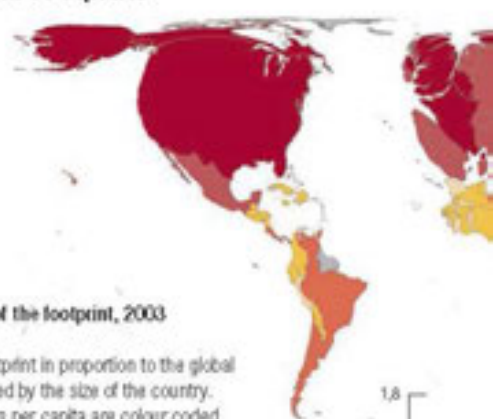 of the footprint, 2003
tprint in proportion to the global
ed by the size of the country.
s per capita are colour coded
1,8